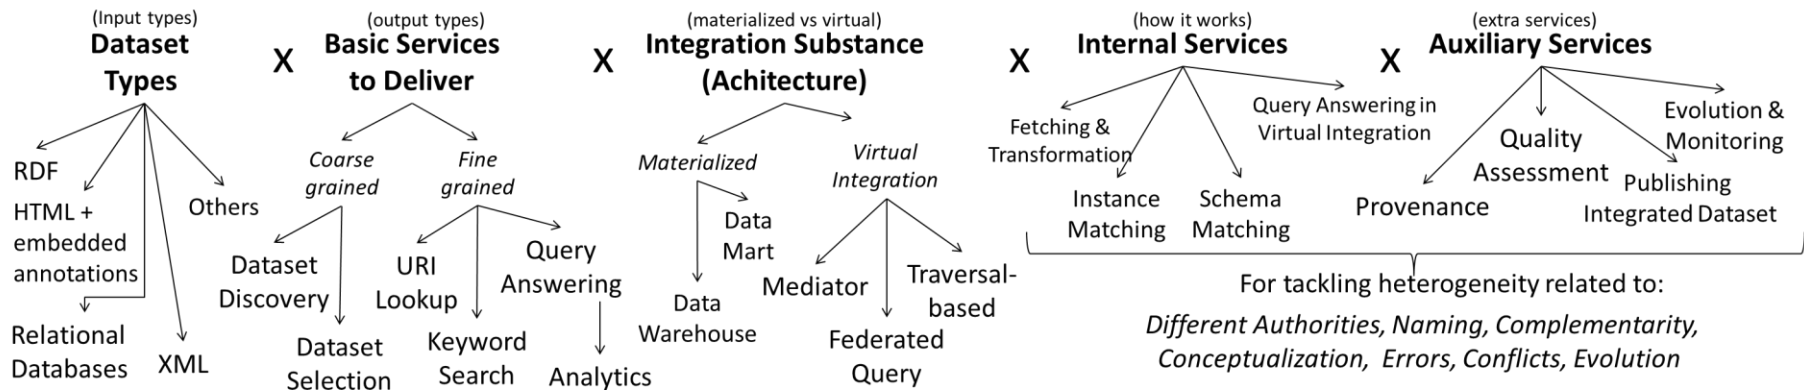 (Input types)
Dataset
Types
X
(output types)
Basic Services
to Deliver
X
(materialized vs virtual)
Integration Substance
(Achitecture)
X
(how it works)
Internal Services
X
(extra services)
Auxiliary Services
RDF
HTML +
embedded
annotations
Relational
Databases
XML
Others
Coarse
grained
Fine
grained
Dataset
Discovery
Dataset
Selection
URI
Lookup
Keyword
Search
Query
Answering
Analytics
Materialized
Virtual
Integration
Data
Mart
Data
Warehouse
Mediator
Federated
Query
Traversal-
based
Fetching &
Transformation
Instance
Matching
Schema
Matching
Query Answering in
Virtual Integration
Provenance
Quality
Assessment
Publishing
Integrated Dataset
Evolution &
Monitoring
For tackling heterogeneity related to:
Different Authorities, Naming, Complementarity,
Conceptualization, Errors, Conflicts, Evolution